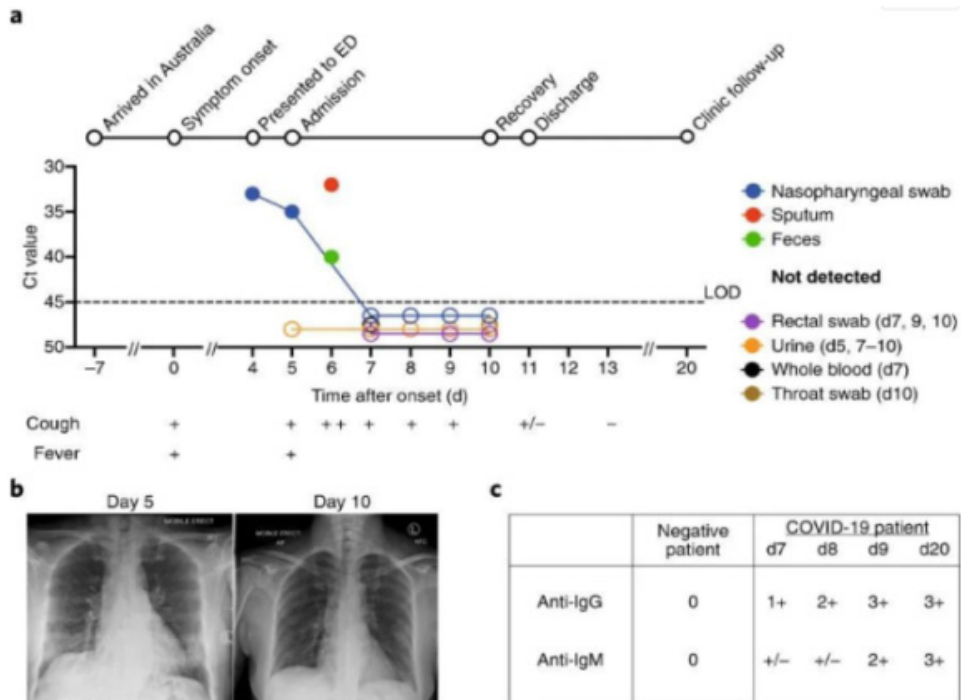 a
Arrived in Australia
Symptom onset
Presented to ED
Admission
Recovery
Discharge
Clinic follow-up
Ct value
30
35
40
45
50
LOD
Nasopharyngeal swab
Sputum
Feces
Not detected
Rectal swab (d7, 9, 10)
Urine (d5, 7–10)
Whole blood (d7)
Throat swab (d10)
–7 0 4 5 6 7 8 9 10 11 12 13 20
Time after onset (d)
Cough + + ++ + + + +/– –
Fever + +
b
Day 5 Day 10
MOBILE ERECT
MOBILE ERECT
L
c
Negative patient COVID-19 patient
d7 d8 d9 d20
Anti-IgG 0 1+ 2+ 3+ 3+
Anti-IgM 0 +/– +/– 2+ 3+